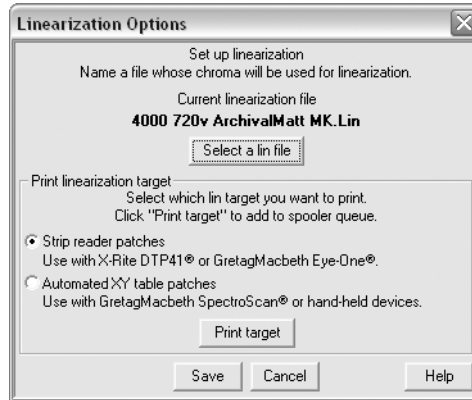 Linearization Options
Set up linearization
Name a file whose chroma will be used for linearization.
Current linearization file
4000 720v ArchivalMatt MK.Lin
Select a lin file
Print linearization target
Select which lin target you want to print.
Click "Print target" to add to spooler queue.
Strip reader patches
Use with X-Rite DTP41® or GretagMacbeth Eye-One®.
Automated XY table patches
Use with GretagMacbeth SpectroScan® or hand-held devices.
Print target
Save Cancel Help